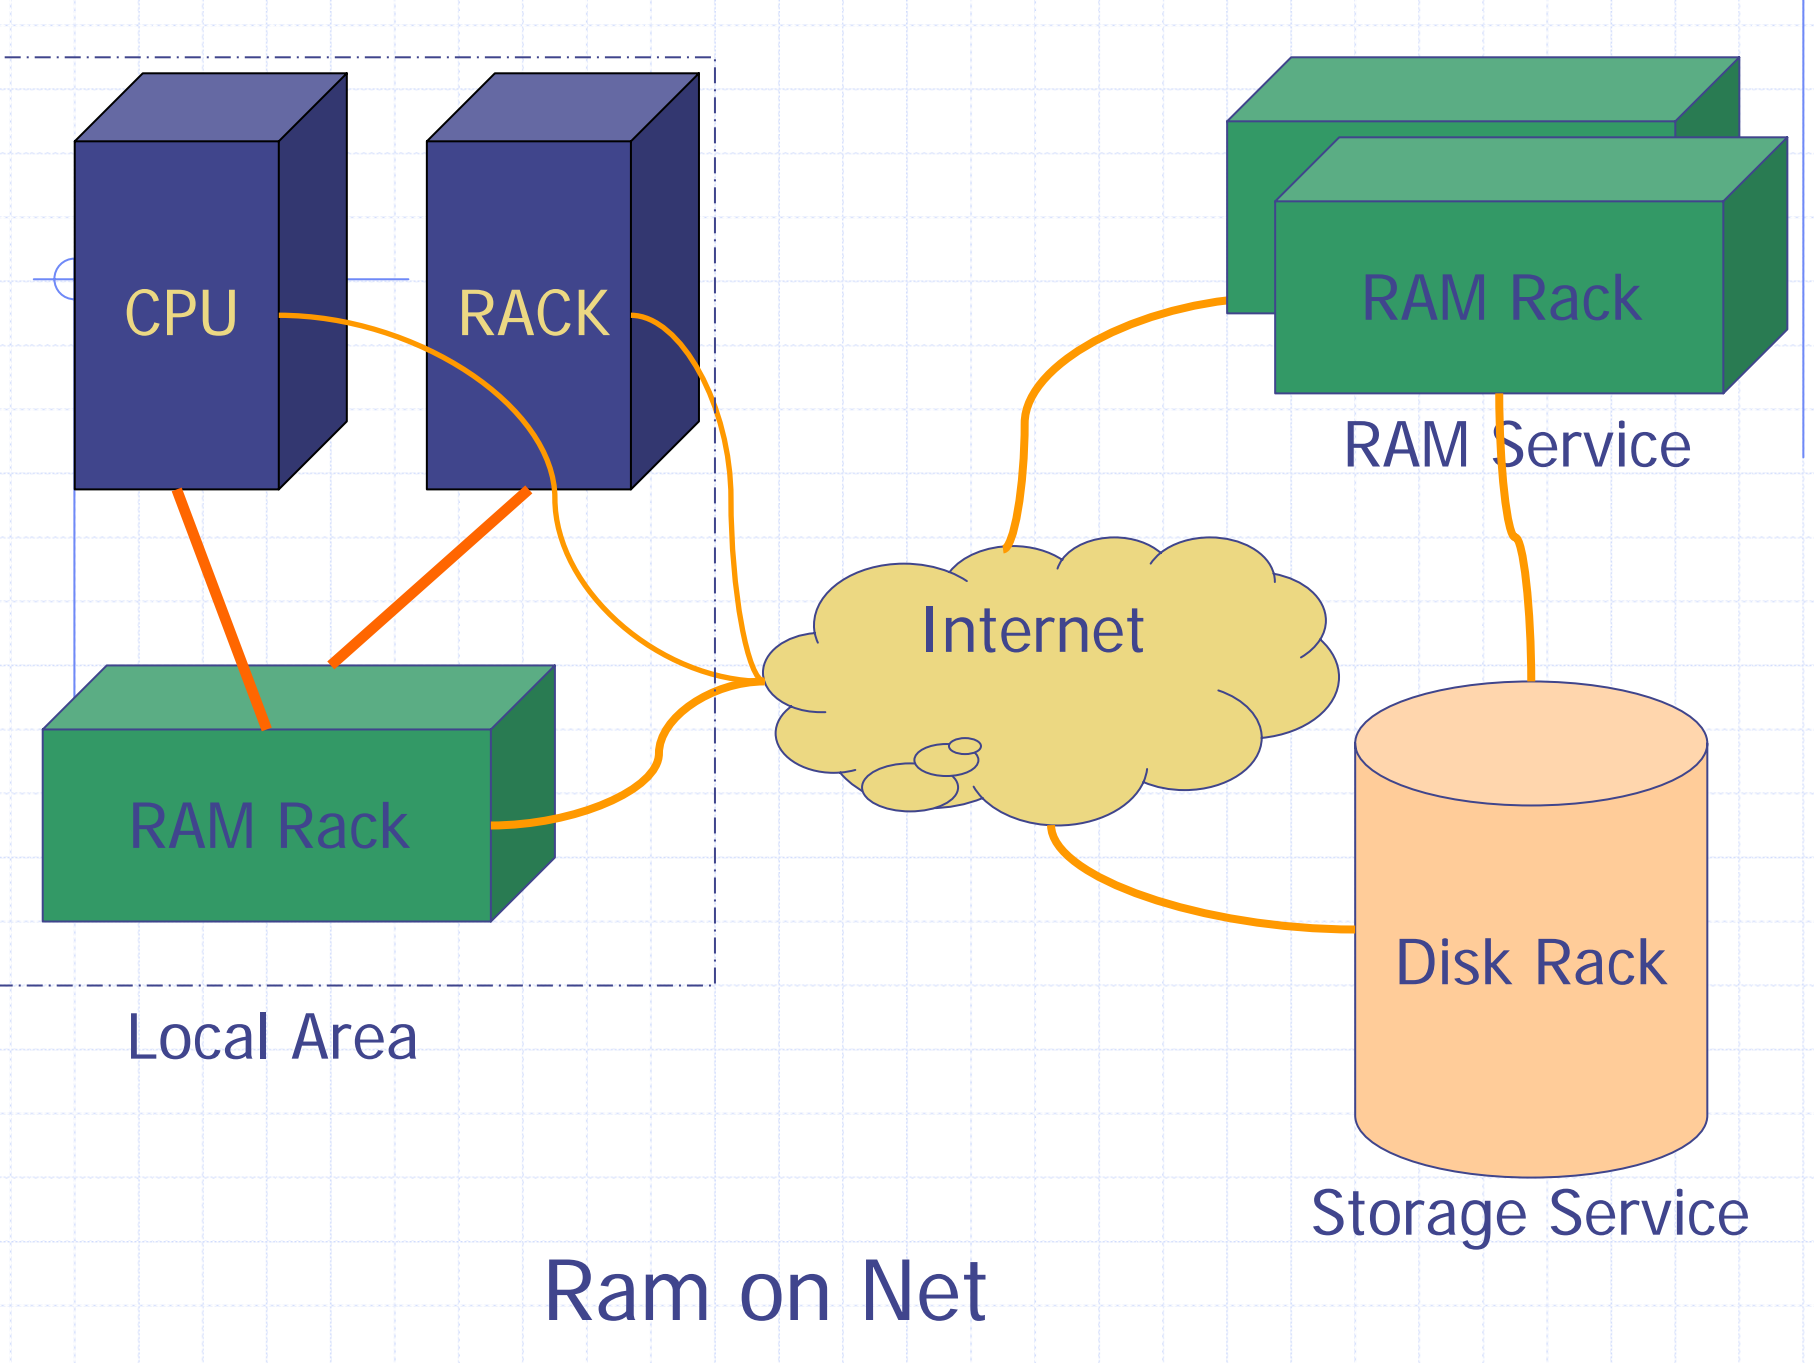 CPU
RACK
RAM Rack
RAM Service
Internet
RAM Rack
Disk Rack
Local Area
Storage Service
Ram on Net